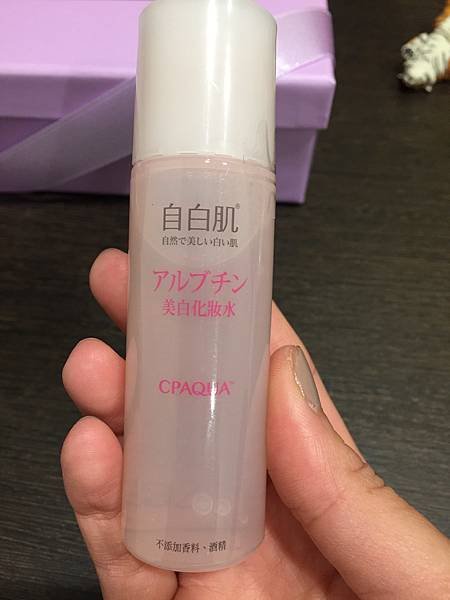 自白肌®
自然で美しい白い肌
アルブチン
美白化妝水
CPAQUA™
不添加香料、酒精